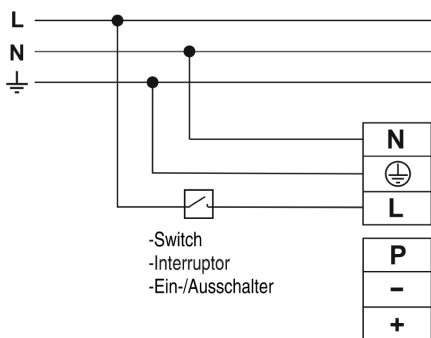 L
N
N
L
-Switch
-Interruptor
-Ein-/Ausschalter
P
-
+